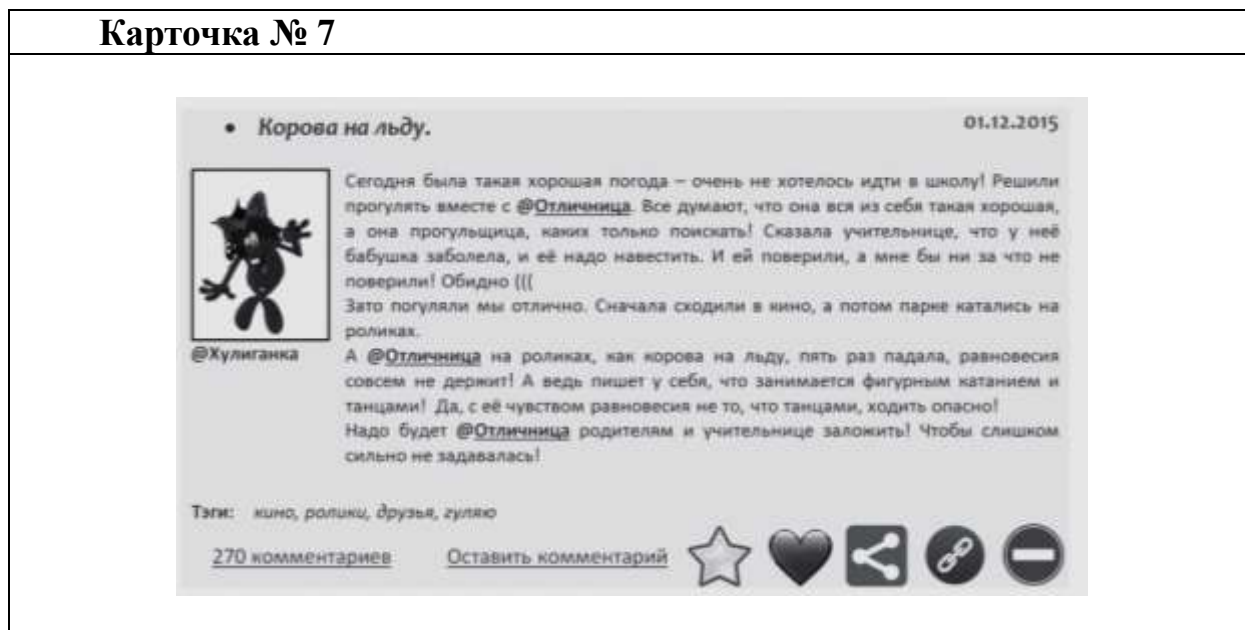 Карточка № 7
• Корова на льду.
01.12.2015
Сегодня была такая хорошая погода – очень не хотелось идти в школу! Решили
прогулять вместе с @Отличница. Все думают, что она вся из себя такая хорошая,
а она прогульщица, каких только поискать! Сказала учительнице, что у неё
бабушка заболела, и её надо навестить. И ей поверили, а мне бы ни за что не
поверили! Обидно (((
Зато погуляли мы отлично. Сначала сходили в кино, а потом парке катались на
роликах.
@Хулиганка
А @Отличница на роликах, как корова на льду, пять раз падала, равновесия
совсем не держит! А ведь пишет у себя, что занимается фигурным катанием и
танцами! Да, с её чувством равновесия не то, что танцами, ходить опасно!
Надо будет @Отличница родителям и учительнице заложить! Чтобы слишком
сильно не задавалась!
Тэги: кино, ролики, друзья, гуляю
270 комментариев
Оставить комментарий